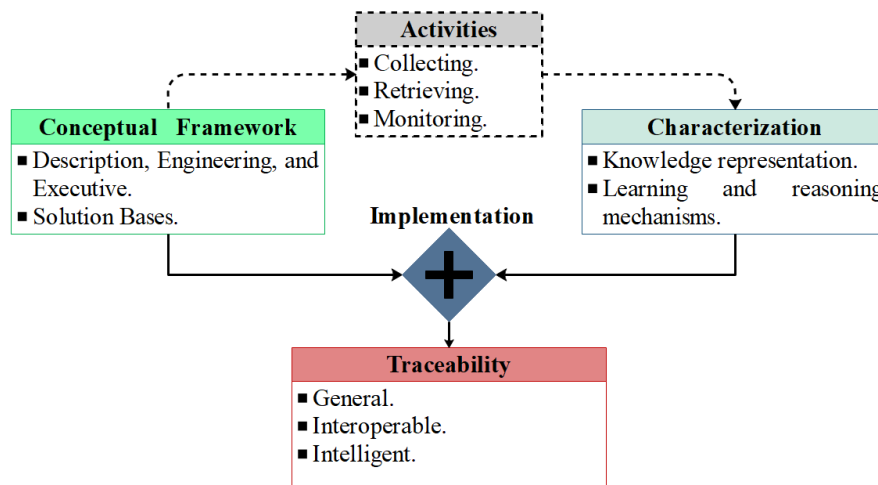 Activities
■ Collecting.
■ Retrieving.
■ Monitoring.
Conceptual Framework
■ Description, Engineering, and
Executive.
■ Solution Bases.
Characterization
■ Knowledge representation.
■ Learning and reasoning
mechanisms.
Implementation
Traceability
■ General.
■ Interoperable.
■ Intelligent.